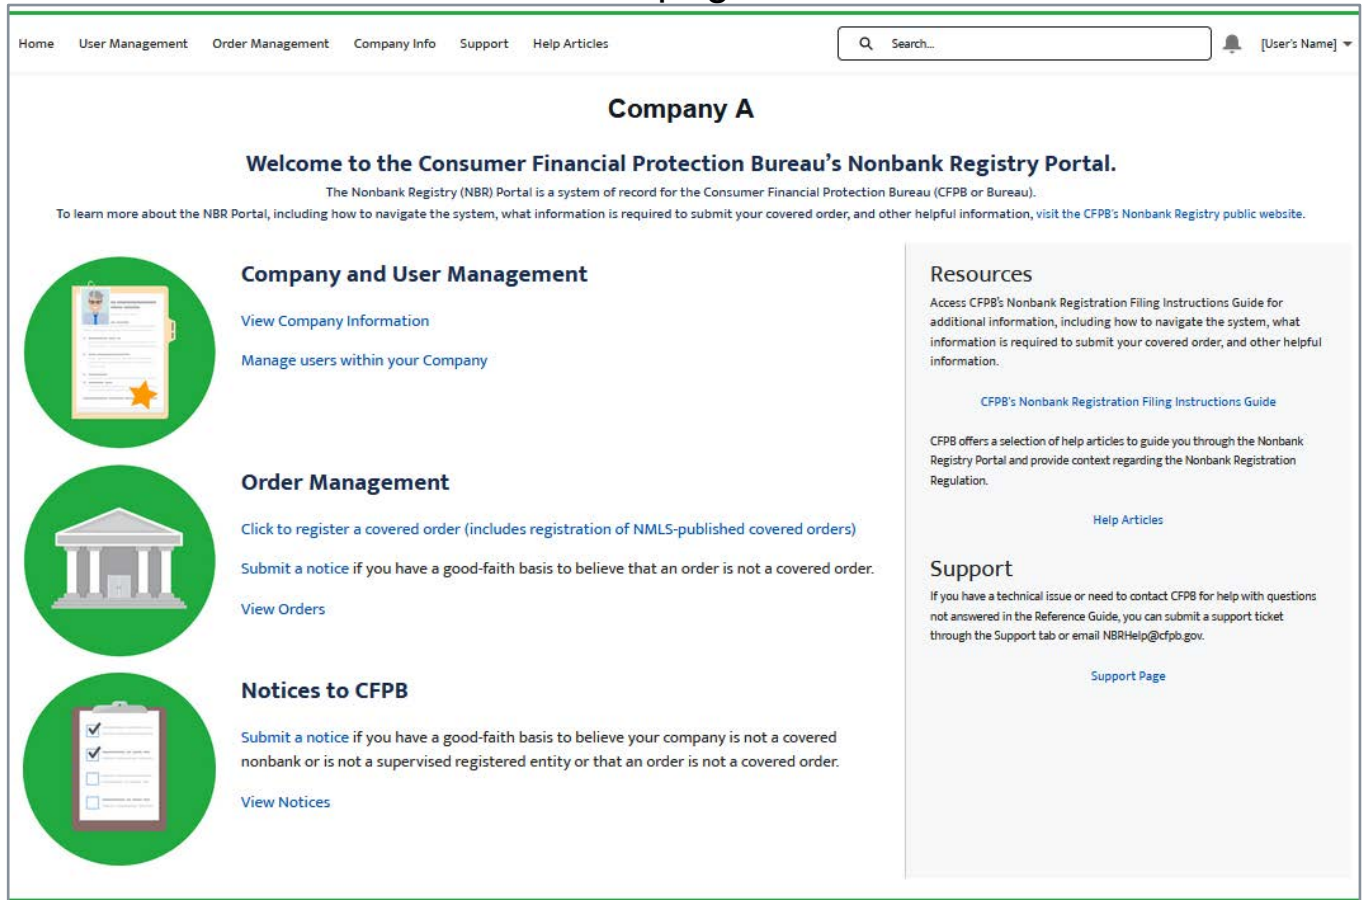 Home User Management Order Management Company Info Support Help Articles Search... [User's Name]
Company A
Welcome to the Consumer Financial Protection Bureau's Nonbank Registry Portal.
The Nonbank Registry (NBR) Portal is a system of record for the Consumer Financial Protection Bureau (CFPB or Bureau).
To learn more about the NBR Portal, including how to navigate the system, what information is required to submit your covered order, and other helpful information, visit the CFPB's Nonbank Registry public website.
Company and User Management
View Company Information
Manage users within your Company
Order Management
Click to register a covered order (includes registration of NMLS-published covered orders)
Submit a notice if you have a good-faith basis to believe that an order is not a covered order.
View Orders
Notices to CFPB
Submit a notice if you have a good-faith basis to believe your company is not a covered
nonbank or is not a supervised registered entity or that an order is not a covered order.
View Notices
Resources
Access CFPB's Nonbank Registration Filing Instructions Guide for
additional information, including how to navigate the system, what
information is required to submit your covered order, and other helpful
information.
CFPB's Nonbank Registration Filing Instructions Guide
CFPB offers a selection of help articles to guide you through the Nonbank
Registry Portal and provide context regarding the Nonbank Registration
Regulation.
Help Articles
Support
If you have a technical issue or need to contact CFPB for help with questions
not answered in the Reference Guide, you can submit a support ticket
through the Support tab or email NBRHelp@cfpb.gov.
Support Page